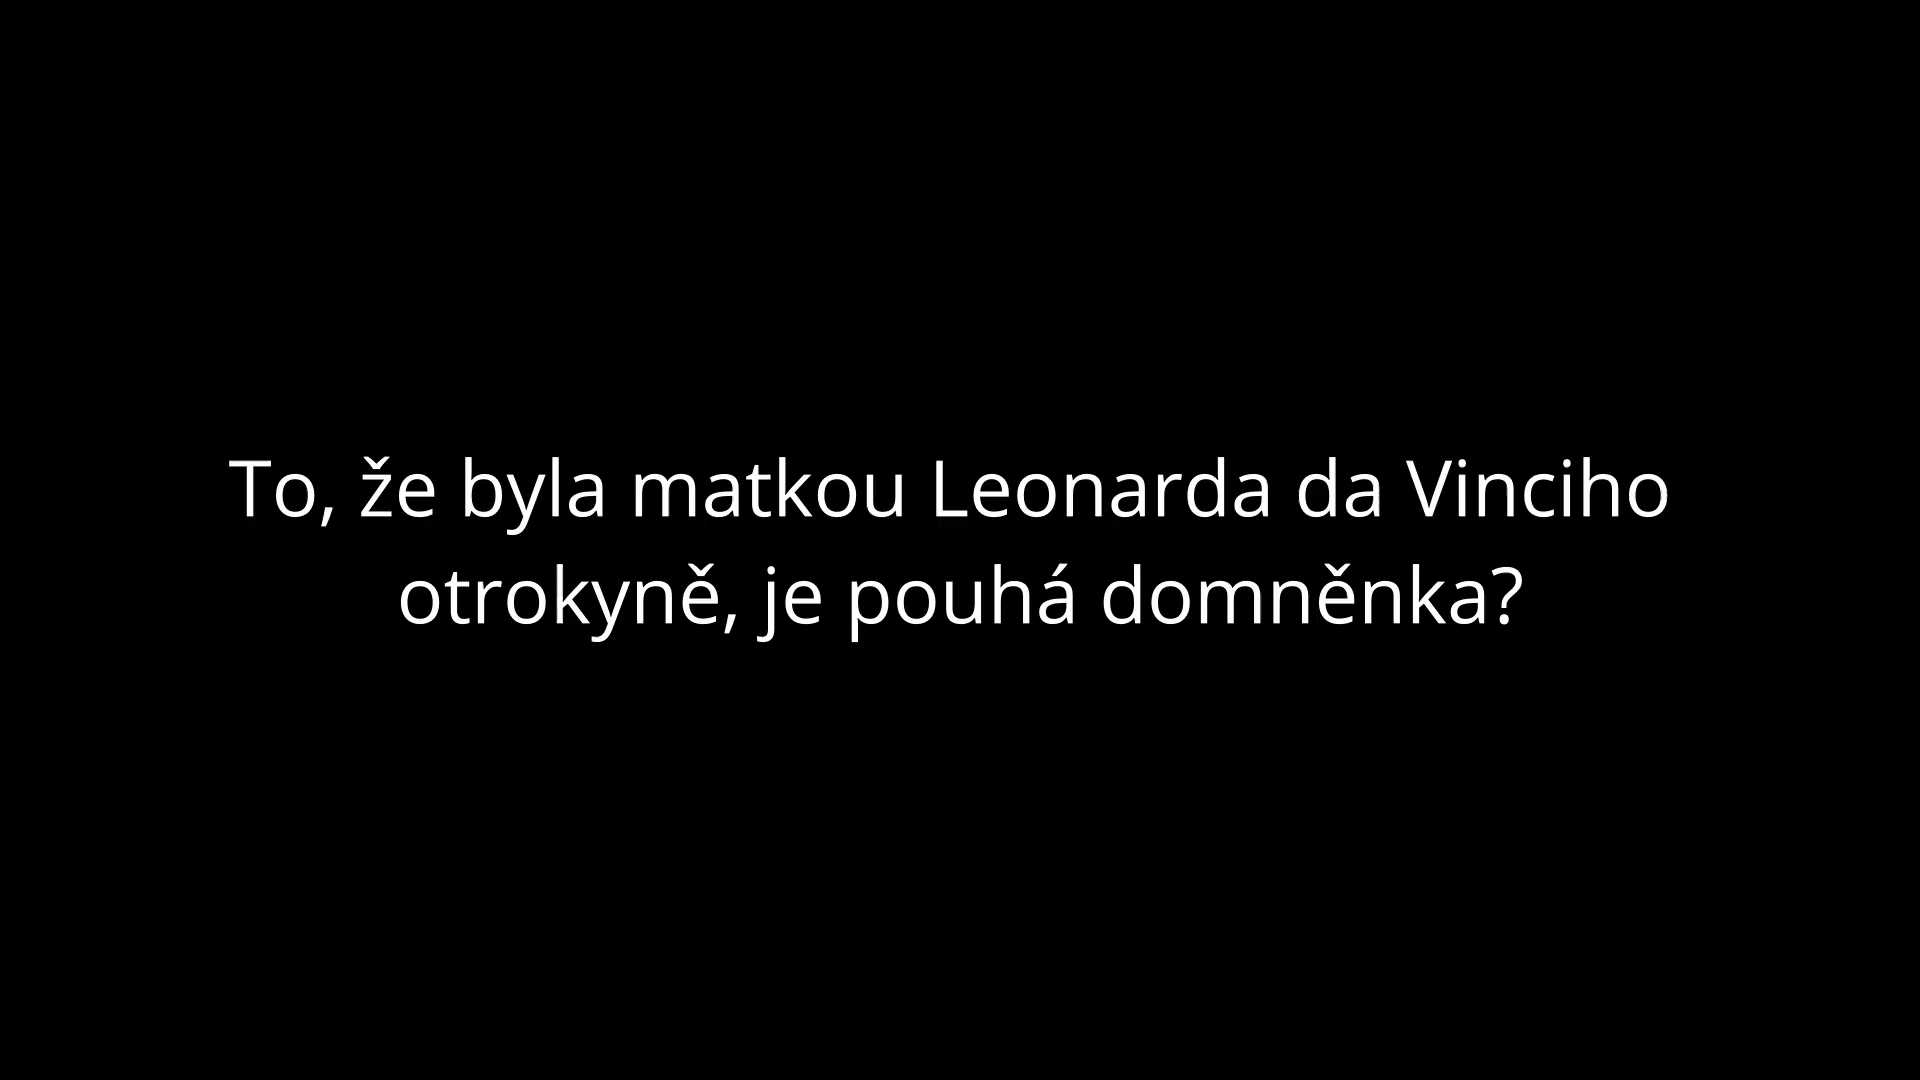 To, že byla matkou Leonarda da Vinciho
otrokyně, je pouhá domněnka?